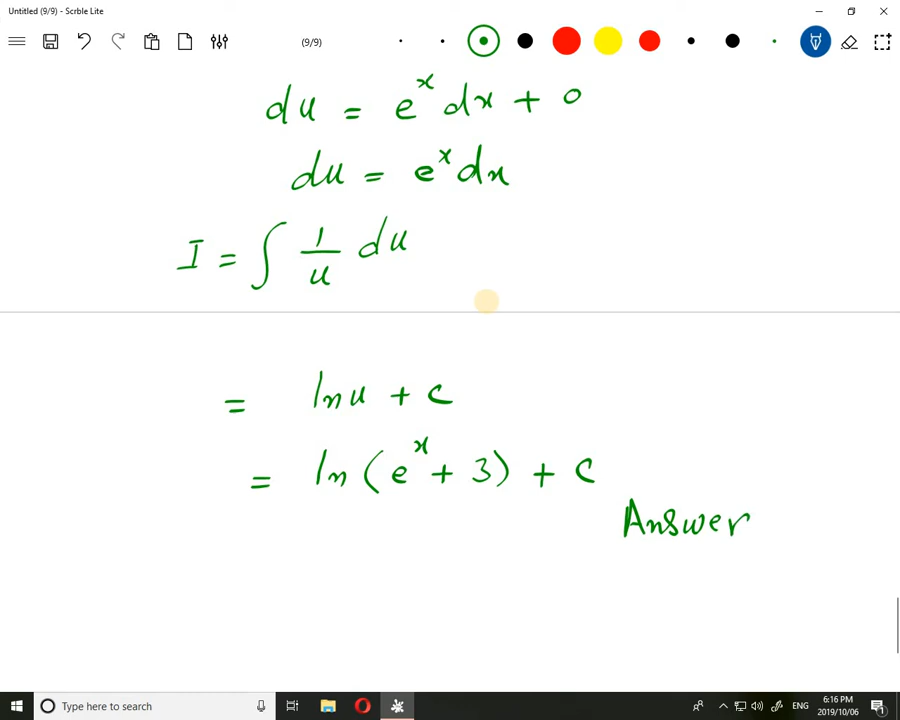 Untitled (9/9) - Scrble Lite
(9/9)
du = e^x dx + 0
du = e^x dx
I = ∫ 1/u du
= ln u + c
= ln (e^x + 3) + c
Answer
Type here to search
ENG
6:16 PM
2019/10/06
1